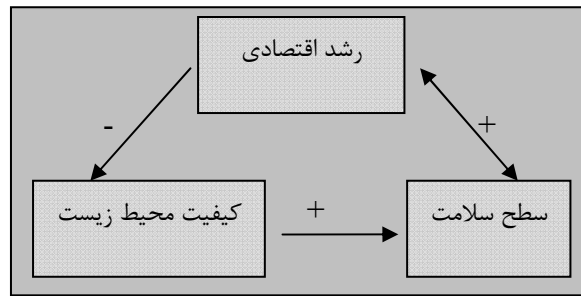 رشد اقتصادی
-
+
کیفیت محیط زیست
+
سطح سلامت